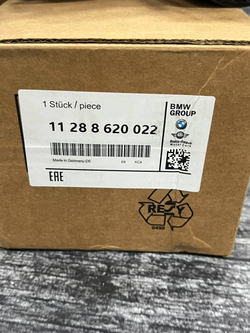 1 Stück / piece
BMW
GROUP
11 28 8 620 022
Made in Germany-DE
EAC
RESY